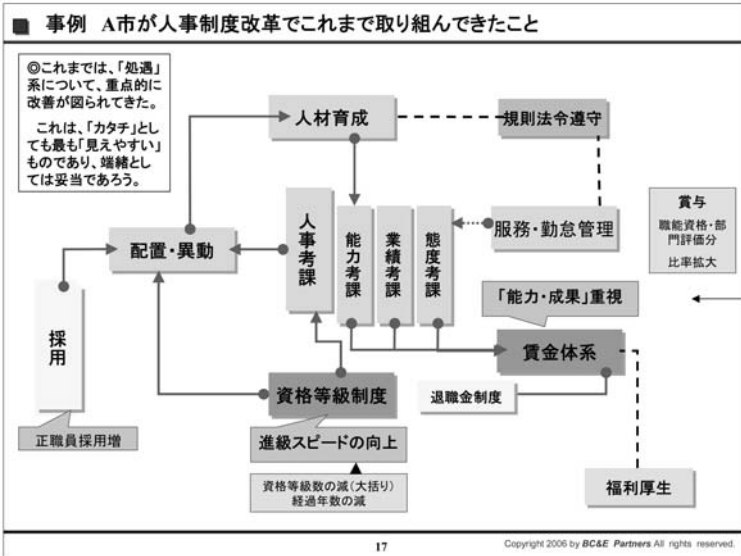 ■ 事例 A市が人事制度改革でこれまで取り組んできたこと
◎これまでは、「処遇」
系について、重点的に
改善が図られてきた。
これは、「カタチ」とし
ても最も「見えやすい」
ものであり、端緒とし
ては妥当であろう。
人材育成
規則法令遵守
人事考課
能力考課
業績考課
態度考課
服務・勤怠管理
賞与
職能資格・部
門評価分
比率拡大
配置・異動
「能力・成果」重視
採用
賃金体系
資格等級制度
退職金制度
正職員採用増
進級スピードの向上
資格等級数の減(大括り)
経過年数の減
福利厚生
17
Copyright 2006 by BC&E Partners All rights reserved.